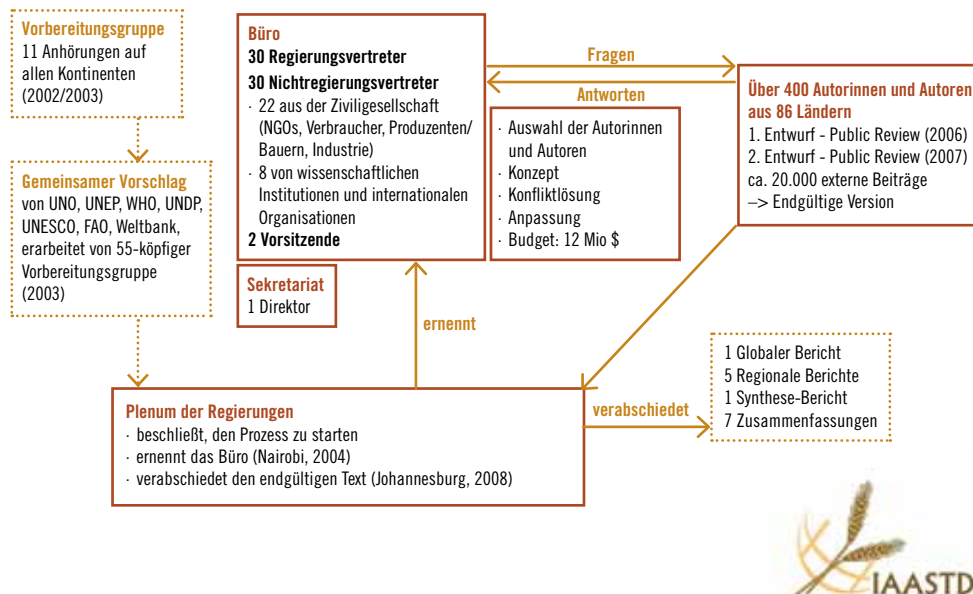 Vorbereitungsgruppe
11 Anhörungen auf
allen Kontinenten
(2002/2003)
Gemeinsamer Vorschlag
von UNO, UNEP, WHO, UNDP,
UNESCO, FAO, Weltbank,
erarbeitet von 55-köpfiger
Vorbereitungsgruppe
(2003)
Büro
30 Regierungsvertreter
30 Nichtregierungsvertreter
· 22 aus der Ziviligesellschaft
(NGOs, Verbraucher, Produzenten/
Bauern, Industrie)
· 8 von wissenschaftlichen
Institutionen und internationalen
Organisationen
2 Vorsitzende
Sekretariat
1 Direktor
Fragen
Antworten
· Auswahl der Autorinnen
und Autoren
· Konzept
· Konfliktlösung
· Anpassung
· Budget: 12 Mio $
Über 400 Autorinnen und Autoren
aus 86 Ländern
1. Entwurf - Public Review (2006)
2. Entwurf - Public Review (2007)
ca. 20.000 externe Beiträge
–> Endgültige Version
ernennt
Plenum der Regierungen
· beschließt, den Prozess zu starten
· ernennt das Büro (Nairobi, 2004)
· verabschiedet den endgültigen Text (Johannesburg, 2008)
verabschiedet
1 Globaler Bericht
5 Regionale Berichte
1 Synthese-Bericht
7 Zusammenfassungen
IAASTD